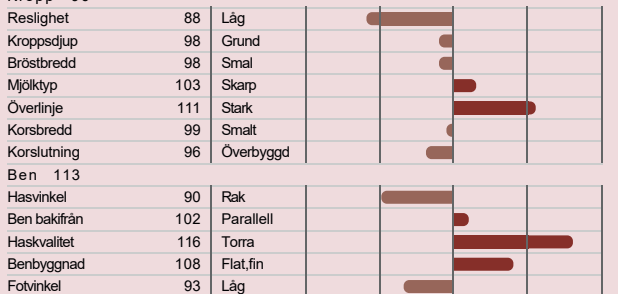 Reslighet 88 Låg
Kroppsdjup 98 Grund
Bröstbredd 98 Smal
Mjölktyp 103 Skarp
Överlinje 111 Stark
Korsbredd 99 Smalt
Korslutning 96 Överbyggd
Ben 113
Hasvinkel 90 Rak
Ben bakifrån 102 Parallell
Haskvalitet 116 Torra
Benbyggnad 108 Flat,fin
Fotvinkel 93 Låg